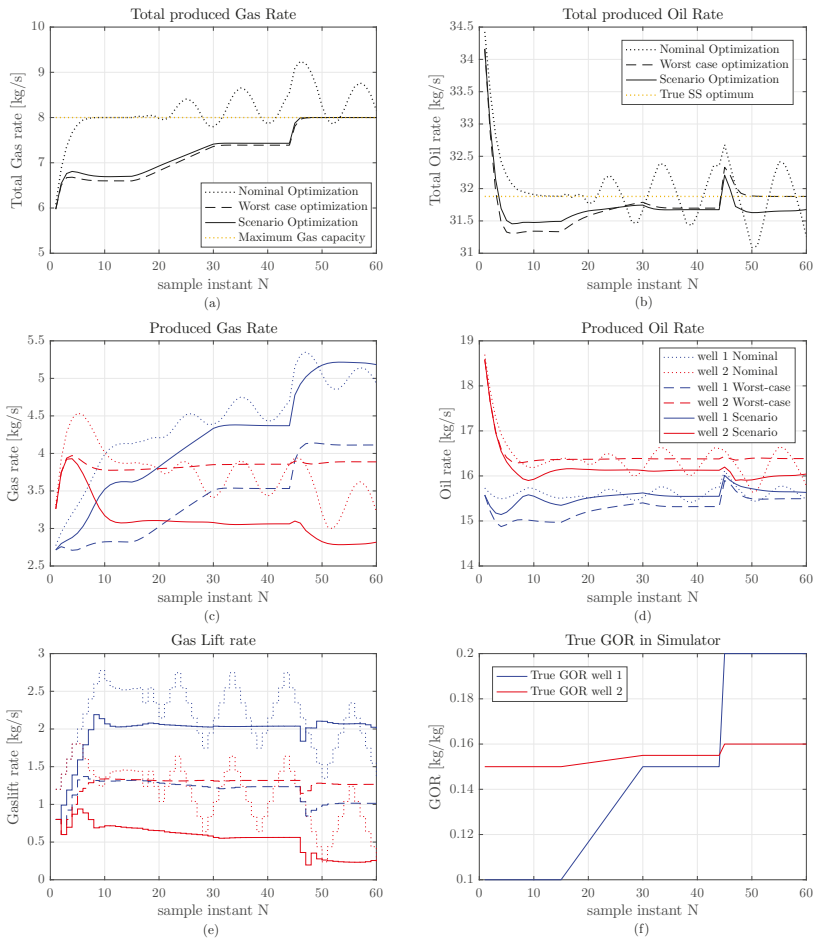 Total produced Gas Rate
10
9
8
7
6
5
Total Gas rate [kg/s]
Nominal Optimization
Worst case optimization
Scenario Optimization
Maximum Gas capacity
0 10 20 30 40 50 60
sample instant N
(a)
Total produced Oil Rate
34.5
34
33.5
33
32.5
32
31.5
31
Total Oil rate [kg/s]
Nominal Optimization
Worst case optimization
Scenario Optimization
True SS optimum
0 10 20 30 40 50 60
sample instant N
(b)
Produced Gas Rate
5.5
5
4.5
4
3.5
3
2.5
Gas rate [kg/s]
0 10 20 30 40 50 60
sample instant N
(c)
Produced Oil Rate
19
18
17
16
15
14
Oil rate [kg/s]
well 1 Nominal
well 2 Nominal
well 1 Worst-case
well 2 Worst-case
well 1 Scenario
well 2 Scenario
0 10 20 30 40 50 60
sample instant N
(d)
Gas Lift rate
3
2.5
2
1.5
1
0.5
0
Gaslift rate [kg/s]
0 10 20 30 40 50 60
sample instant N
(e)
True GOR in Simulator
0.2
0.18
0.16
0.14
0.12
0.1
GOR [kg/kg]
True GOR well 1
True GOR well 2
0 10 20 30 40 50 60
sample instant N
(f)